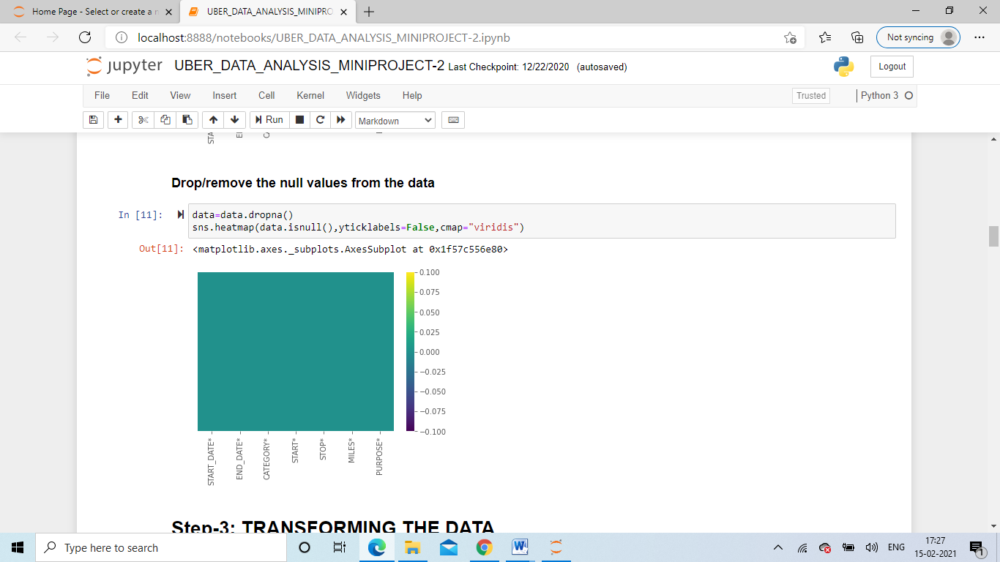 Home Page - Select or create a n
UBER_DATA_ANALYSIS_MINIPRO
localhost:8888/notebooks/UBER_DATA_ANALYSIS_MINIPROJECT-2.ipynb
Not syncing
jupyter UBER_DATA_ANALYSIS_MINIPROJECT-2 Last Checkpoint: 12/22/2020 (autosaved)
Logout
File Edit View Insert Cell Kernel Widgets Help
Trusted
Python 3
Run
Markdown
STA
Drop/remove the null values from the data
In [11]:
data=data.dropna()
sns.heatmap(data.isnull(),yticklabels=False,cmap="viridis")
Out[11]: <matplotlib.axes._subplots.AxesSubplot at 0x1f57c556e80>
0.100
0.075
0.050
0.025
0.000
−0.025
−0.050
−0.075
−0.100
START_DATE*
END_DATE*
CATEGORY*
START*
STOP*
MILES*
PURPOSE*
Step-3: TRANSFORMING THE DATA
Type here to search
W
ENG
17:27
15-02-2021
1